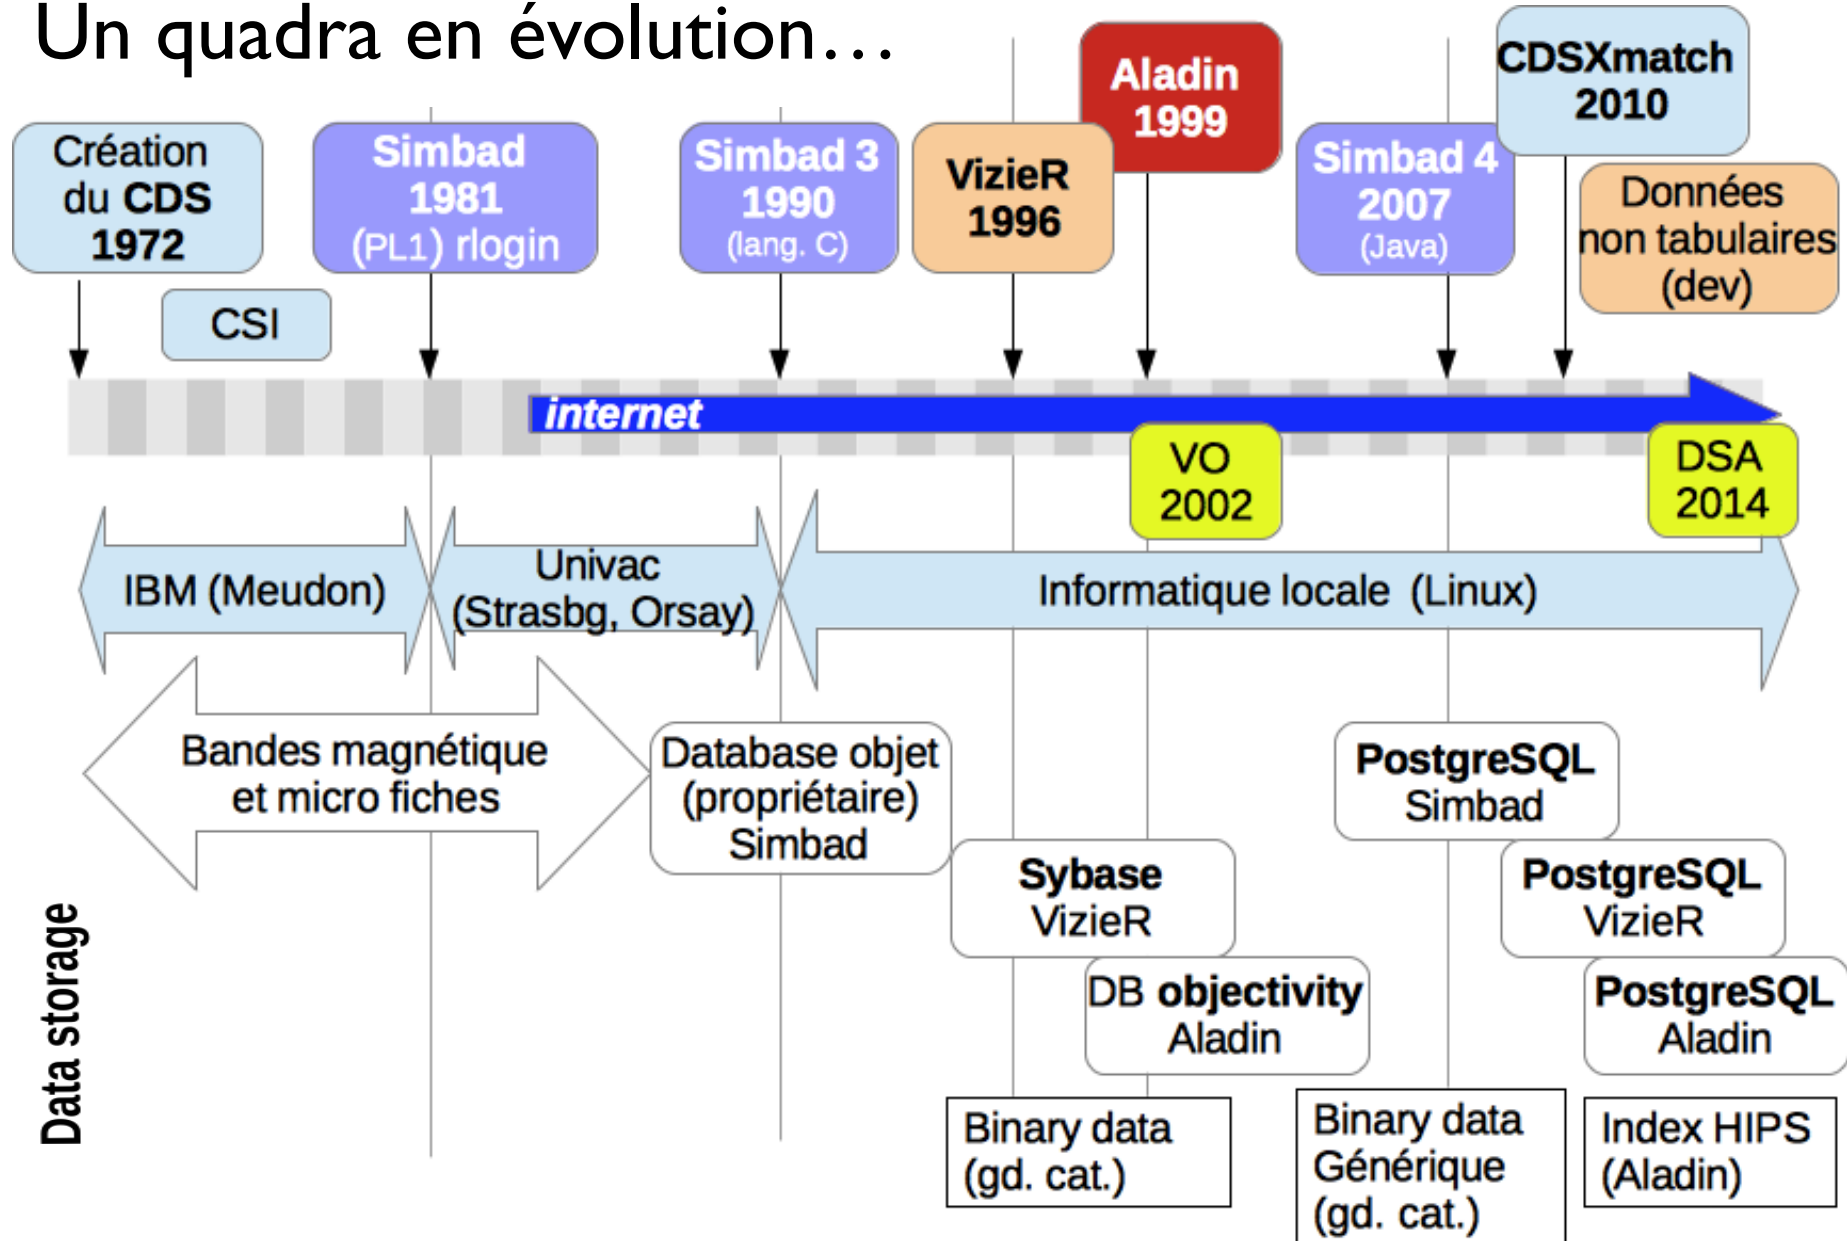 Un quadra en évolution…
Création
du CDS
1972
Simbad
1981
(PL1) rlogin
Simbad 3
1990
(lang. C)
VizieR
1996
Aladin
1999
Simbad 4
2007
(Java)
CDSXmatch
2010
Données
non tabulaires
(dev)
CSI
internet
VO
2002
DSA
2014
IBM (Meudon)
Univac
(Strasbg, Orsay)
Informatique locale (Linux)
Bandes magnétique
et micro fiches
Database objet
(propriétaire)
Simbad
PostgreSQL
Simbad
Sybase
VizieR
PostgreSQL
VizieR
DB objectivity
Aladin
PostgreSQL
Aladin
Data storage
Binary data
(gd. cat.)
Binary data
Générique
(gd. cat.)
Index HIPS
(Aladin)